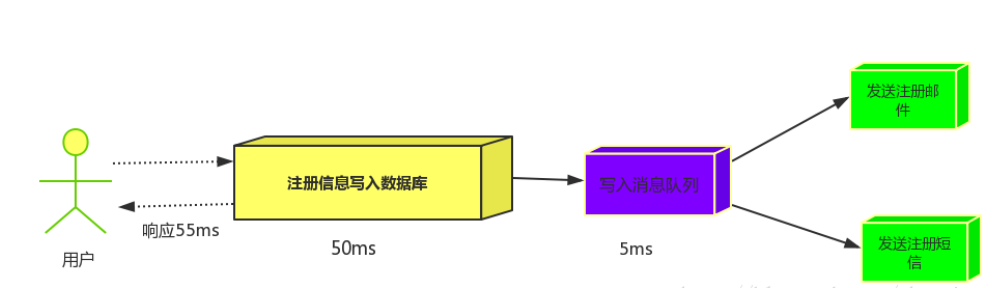 发送注册邮
件
注册信息写入数据库
写入消息队列
响应55ms
50ms
5ms
用户
发送注册短
信